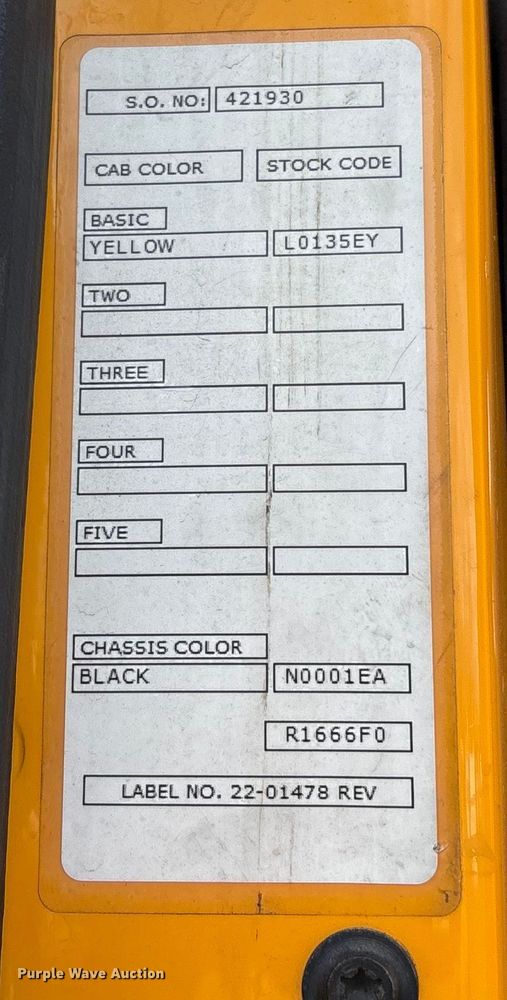 S.O. NO: 421930
CAB COLOR STOCK CODE
BASIC
YELLOW L0135EY
TWO
THREE
FOUR
FIVE
CHASSIS COLOR
BLACK N0001EA
R1666F0
LABEL NO. 22-01478 REV
Purple Wave Auction